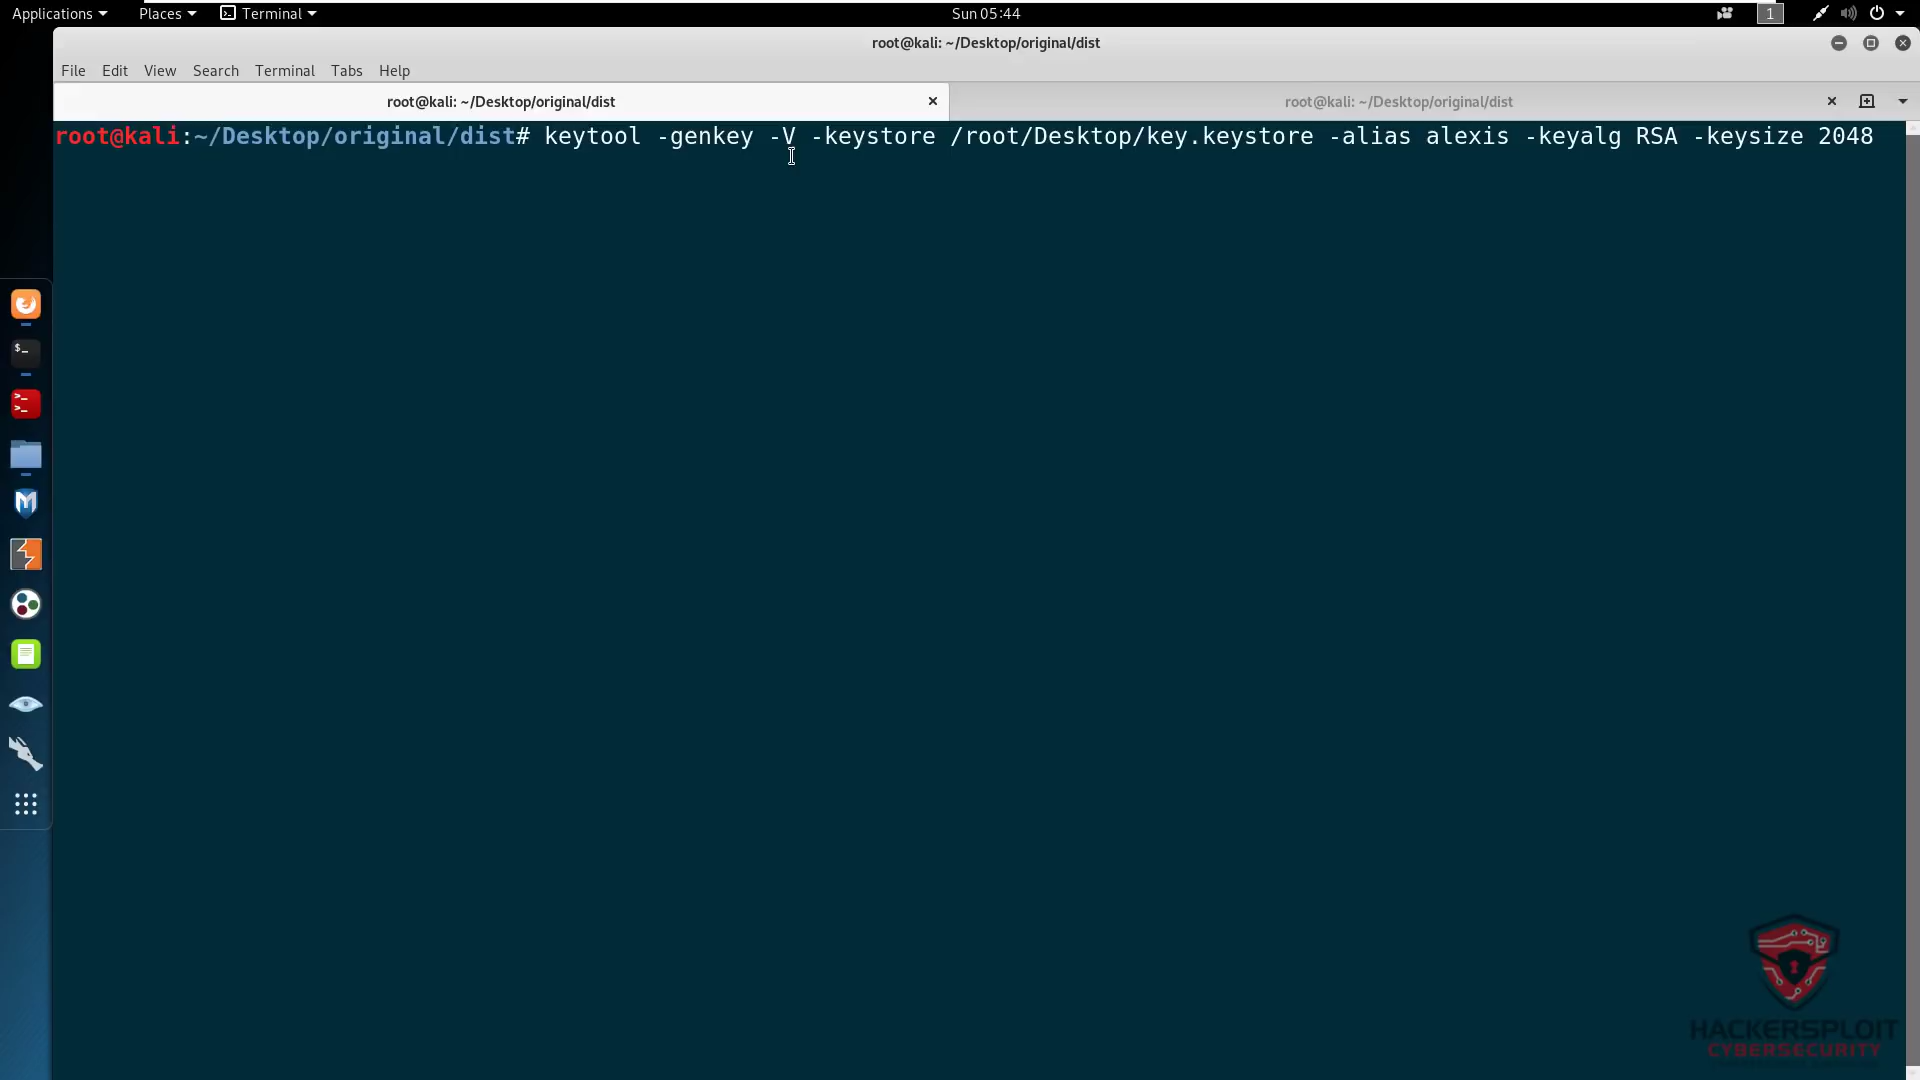 Applications Places Terminal Sun 05:44 1
root@kali: ~/Desktop/original/dist
File Edit View Search Terminal Tabs Help
root@kali: ~/Desktop/original/dist root@kali: ~/Desktop/original/dist
root@kali:~/Desktop/original/dist# keytool -genkey -V -keystore /root/Desktop/key.keystore -alias alexis -keyalg RSA -keysize 2048
HACKERSPLOIT
CYBERSECURITY